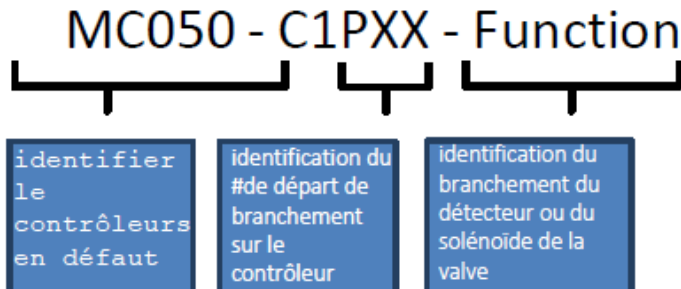 MC050 - C1PXX - Function
identifier
le
contrôleurs
en défaut
identification du
#de départ de
branchement
sur le
contrôleur
identification du
branchement du
détecteur ou du
solénoïde de la
valve